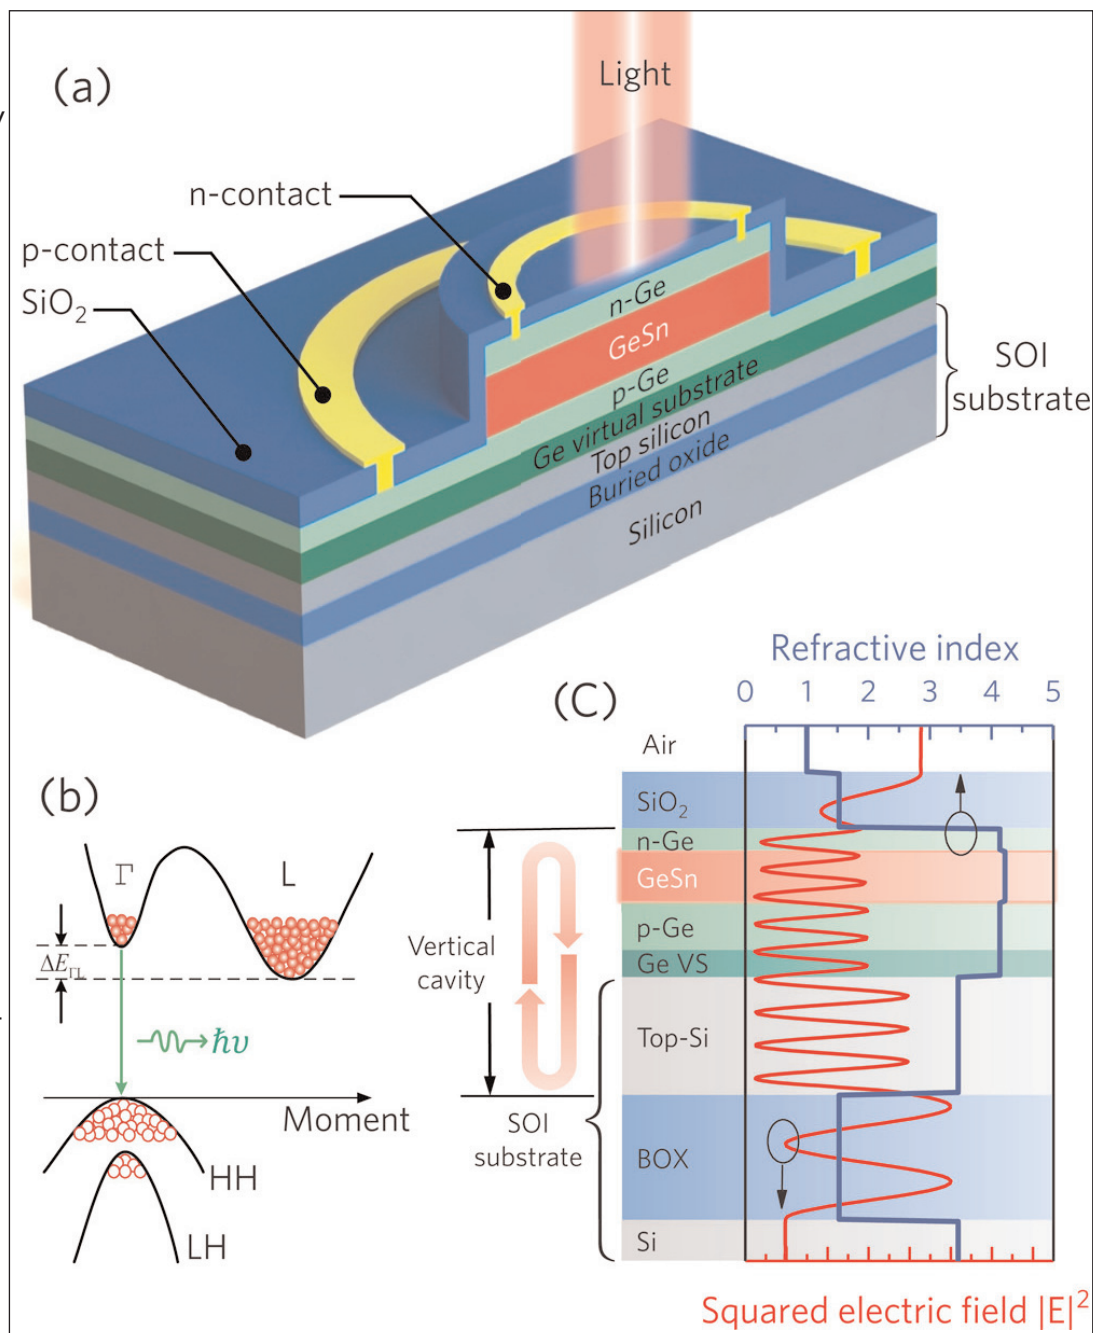 (a)
Light
n-contact
p-contact
SiO₂
n-Ge
GeSn
p-Ge
Ge virtual substrate
Top silicon
Buried oxide
Silicon
SOI
substrate
(b)
Γ
L
ΔE_ΓL
ħυ
Moment
HH
LH
(C)
Refractive index
0 1 2 3 4 5
Air
SiO₂
n-Ge
GeSn
p-Ge
Ge VS
Top-Si
BOX
Si
Vertical
cavity
SOI
substrate
Squared electric field |E|²